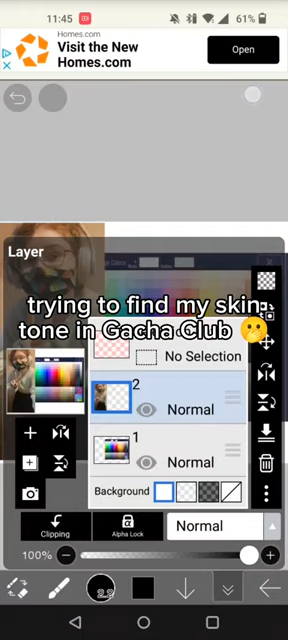 11:45
61%
Homes.com
Visit the New
Homes.com
Open
Layer
trying to find my skin
tone in Gacha Club 🫢
No Selection
2
Normal
1
Normal
Background
Clipping
Alpha Lock
Normal
100%